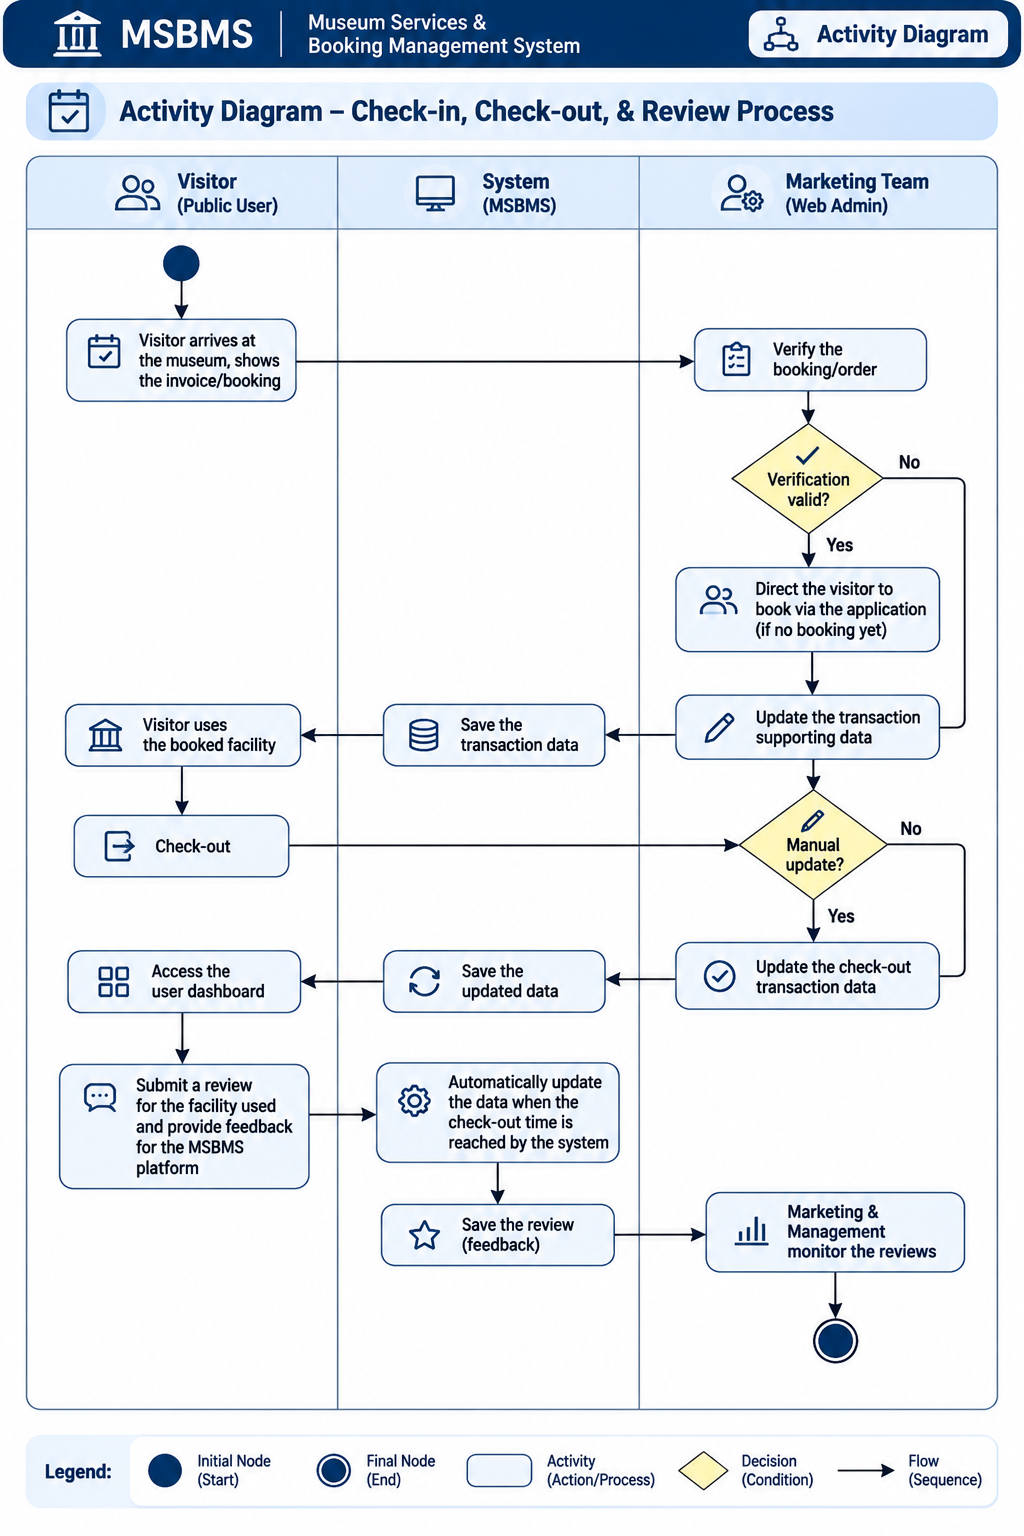 MSBMS
Museum Services &
Booking Management System
Activity Diagram
Activity Diagram – Check-in, Check-out, & Review Process
Visitor
(Public User)
System
(MSBMS)
Marketing Team
(Web Admin)
Visitor arrives at
the museum, shows
the invoice/booking
Verify the
booking/order
Verification
valid?
No
Yes
Direct the visitor to
book via the application
(if no booking yet)
Visitor uses
the booked facility
Save the
transaction data
Update the transaction
supporting data
Check-out
Manual
update?
No
Yes
Access the
user dashboard
Save the
updated data
Update the check-out
transaction data
Submit a review
for the facility used
and provide feedback
for the MSBMS
platform
Automatically update
the data when the
check-out time is
reached by the system
Save the review
(feedback)
Marketing &
Management
monitor the reviews
Legend:
Initial Node
(Start)
Final Node
(End)
Activity
(Action/Process)
Decision
(Condition)
Flow
(Sequence)